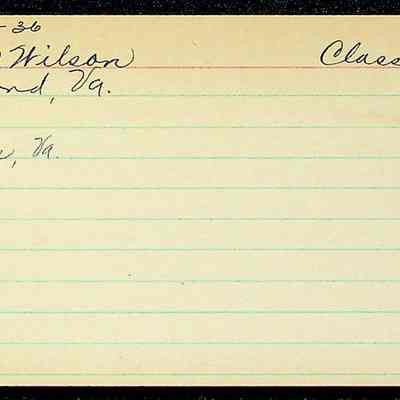 - 36
Wilson Class
nd, Va.
Va.